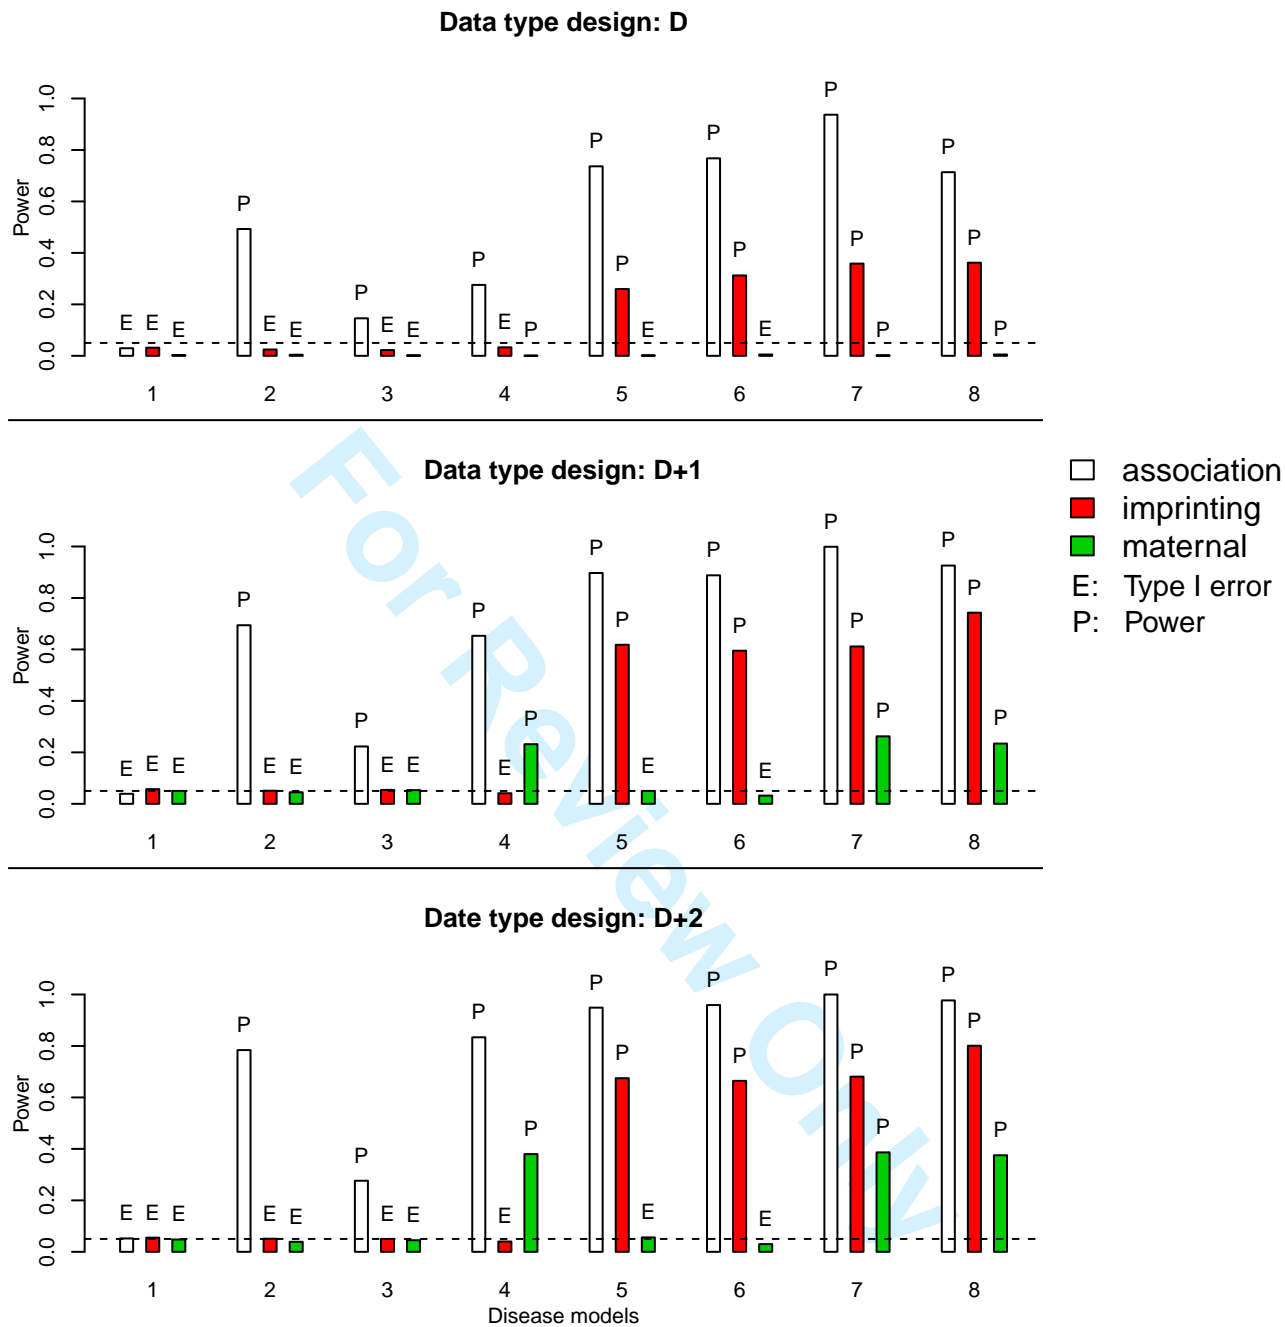 Data type design: D
Power
1.0
0.8
0.6
0.4
0.2
0.0
E E E
P E E
P E E
P E P
P P E
P P E
P P P
P P P
1 2 3 4 5 6 7 8
Data type design: D+1
Power
1.0
0.8
0.6
0.4
0.2
0.0
E E E
P E E
P E E
P E P
P P E
P P E
P P P
P P P
1 2 3 4 5 6 7 8
association
imprinting
maternal
E: Type I error
P: Power
Date type design: D+2
Power
1.0
0.8
0.6
0.4
0.2
0.0
E E E
P E E
P E E
P E P
P P E
P P E
P P P
P P P
1 2 3 4 5 6 7 8
Disease models
For Review Only